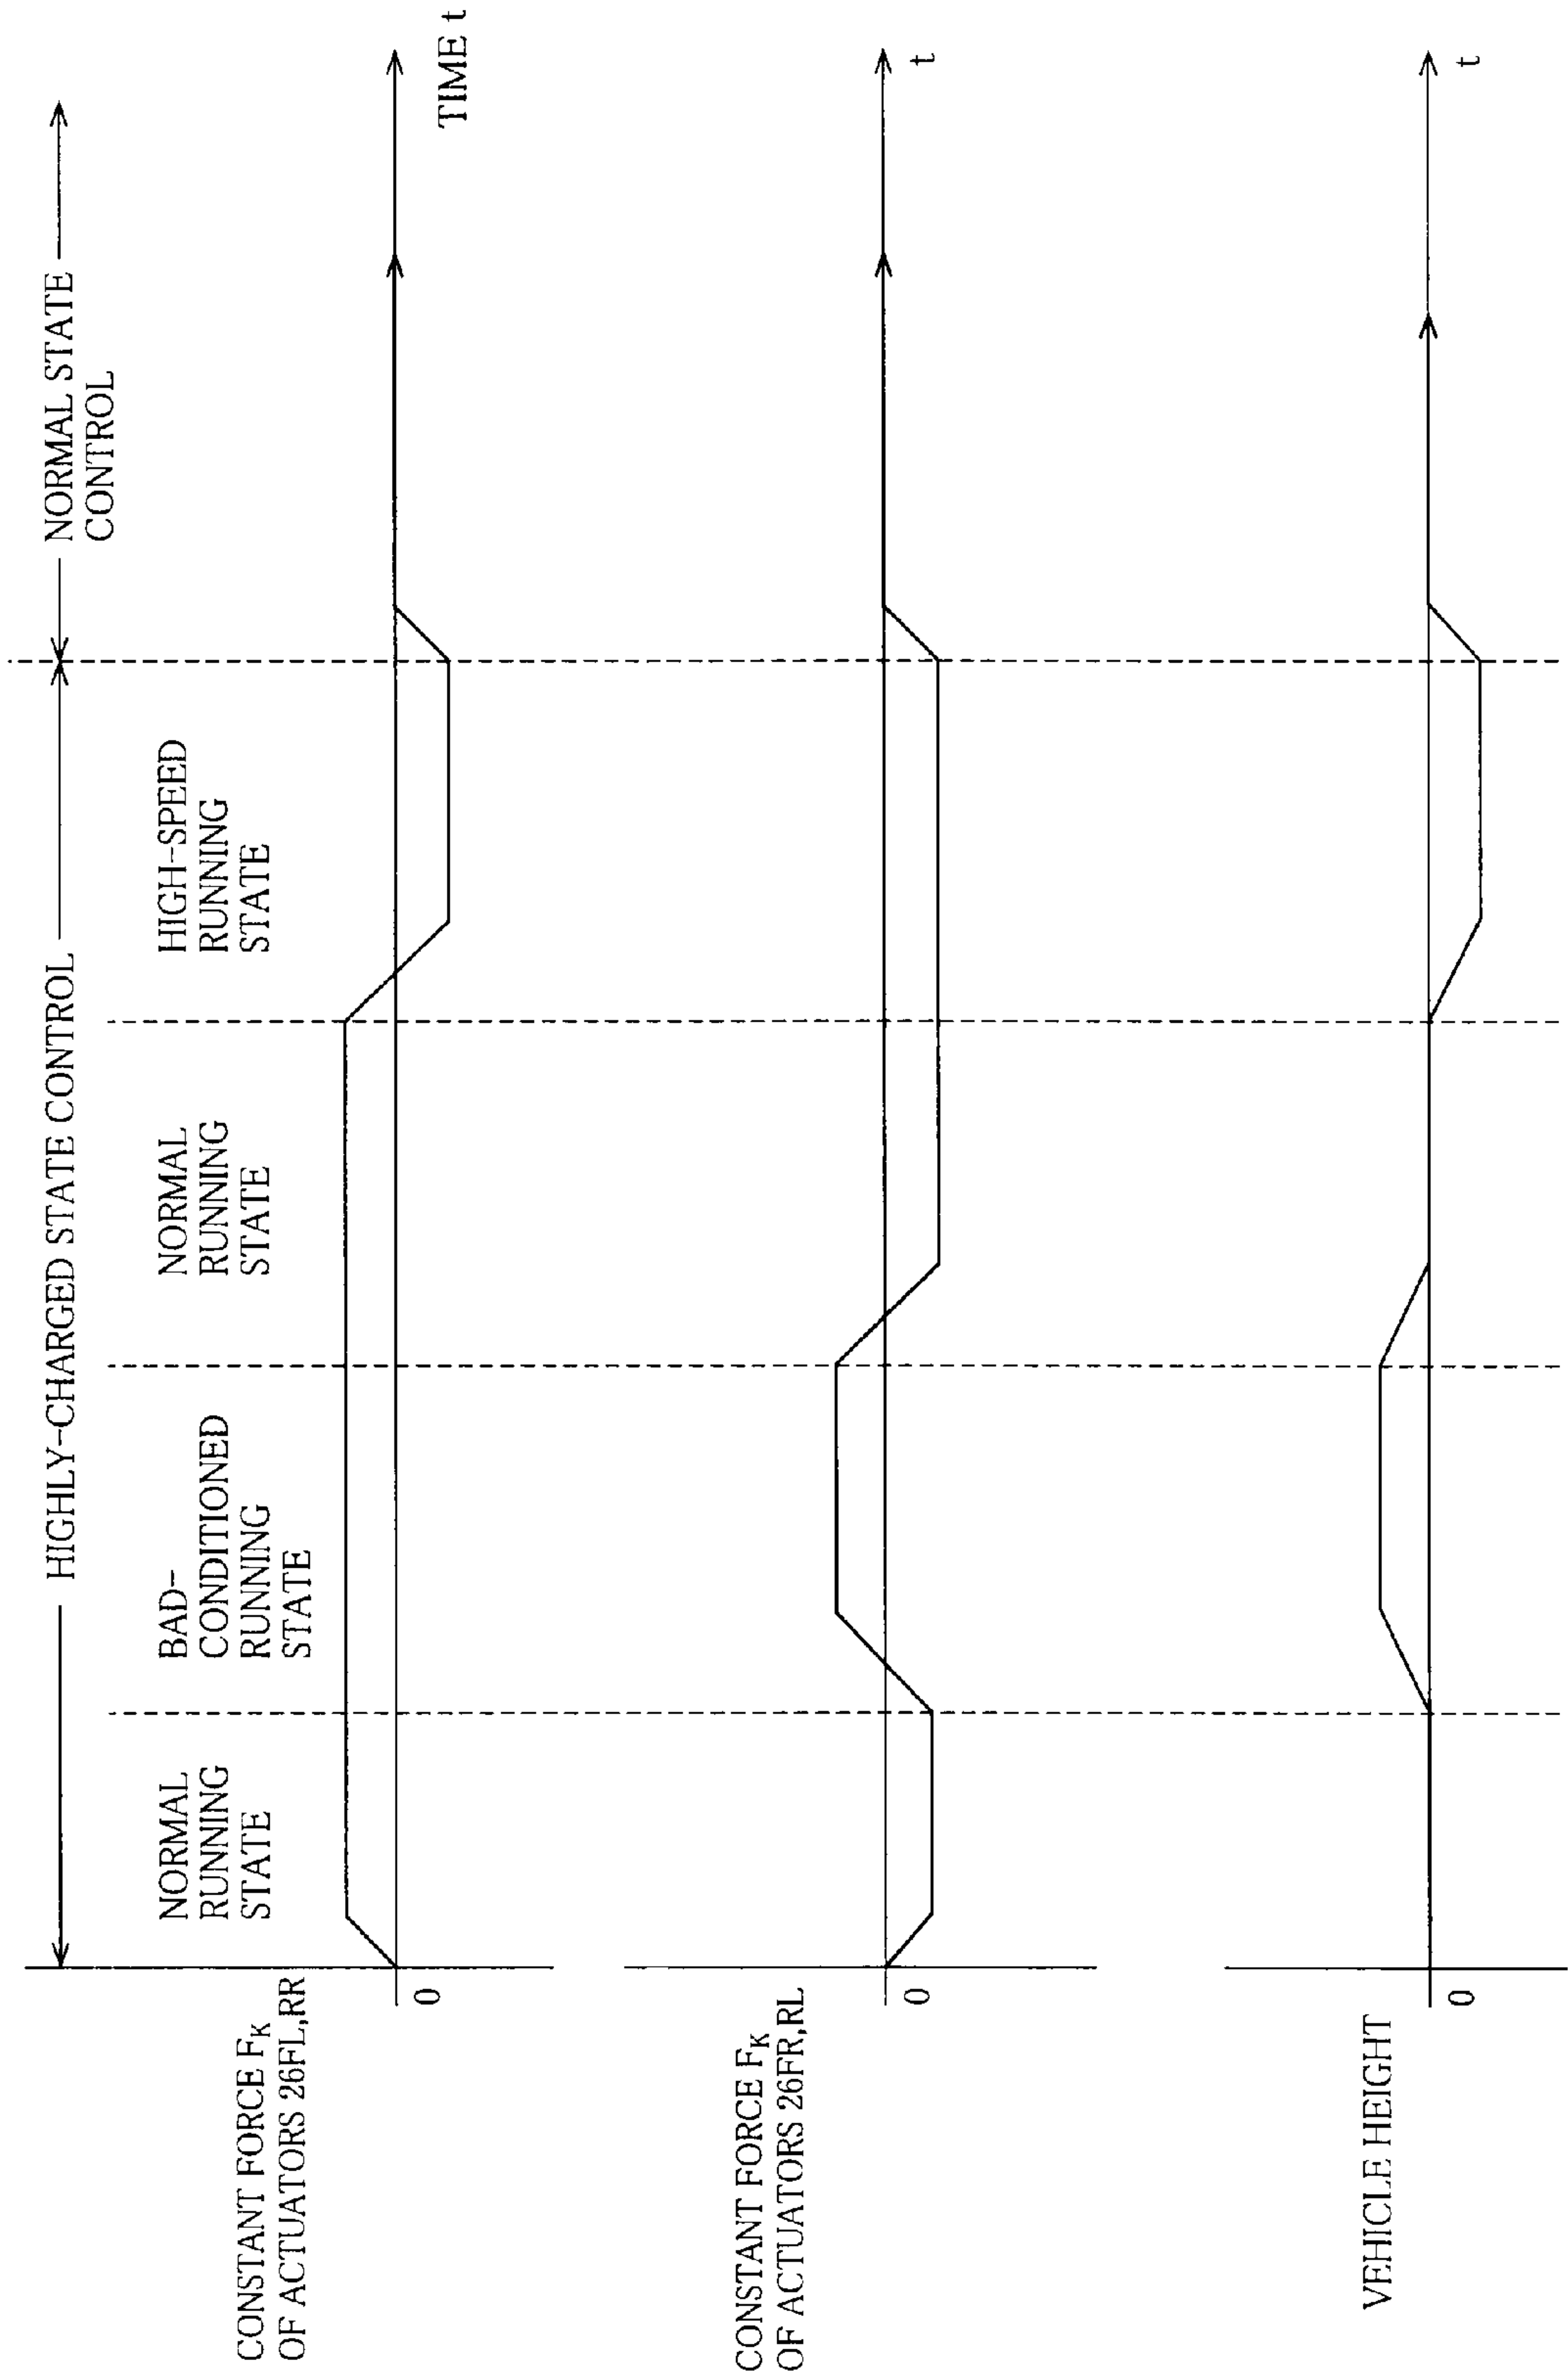 HIGHLY-CHARGED STATE CONTROL
NORMAL STATE
CONTROL
NORMAL
RUNNING
STATE
BAD-
CONDITIONED
RUNNING
STATE
NORMAL
RUNNING
STATE
HIGH-SPEED
RUNNING
STATE
CONSTANT FORCE FK
OF ACTUATORS 26FL,RR
0
TIME t
CONSTANT FORCE FK
OF ACTUATORS 26FR,RL
0
t
VEHICLE HEIGHT
0
t